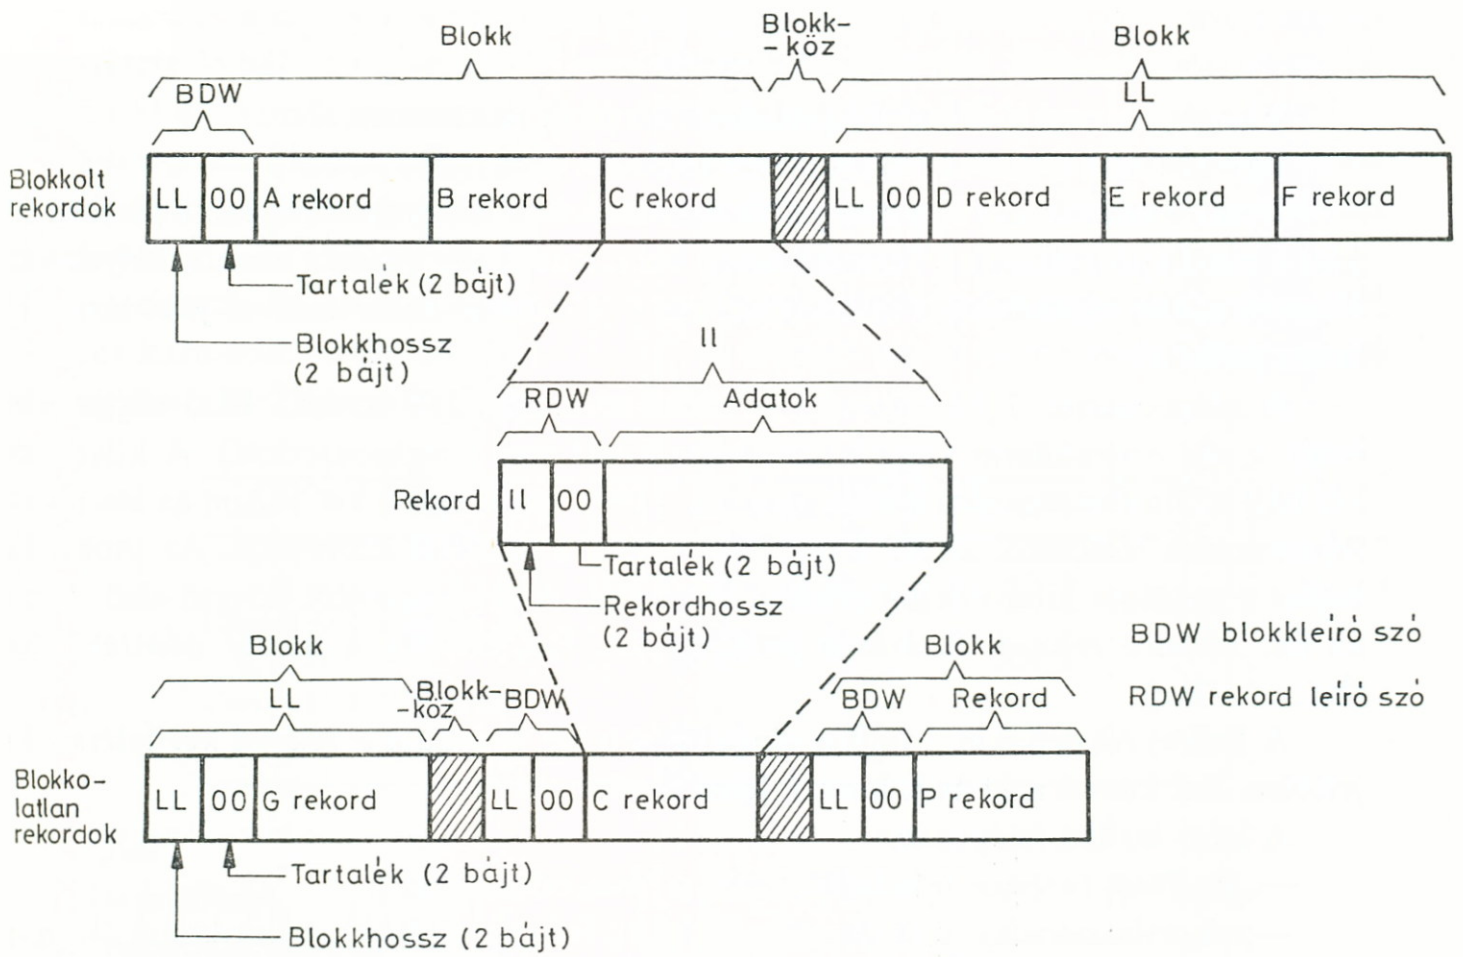 Blokk
Blokk-
-köz
Blokk
BDW
LL
Blokkolt
rekordok
LL
00
A rekord
B rekord
C rekord
LL
00
D rekord
E rekord
F rekord
Tartalék (2 bájt)
Blokkhossz
(2 bájt)
ll
RDW
Adatok
Rekord
ll
00
Tartalék (2 bájt)
Rekordhossz
(2 bájt)
BDW blokkleíró szó
RDW rekord leíró szó
Blokk
LL
Blokk-
-köz
BDW
Blokk
BDW
Rekord
Blokko-
latlan
rekordok
LL
00
G rekord
LL
00
C rekord
LL
00
P rekord
Tartalék (2 bájt)
Blokkhossz (2 bájt)